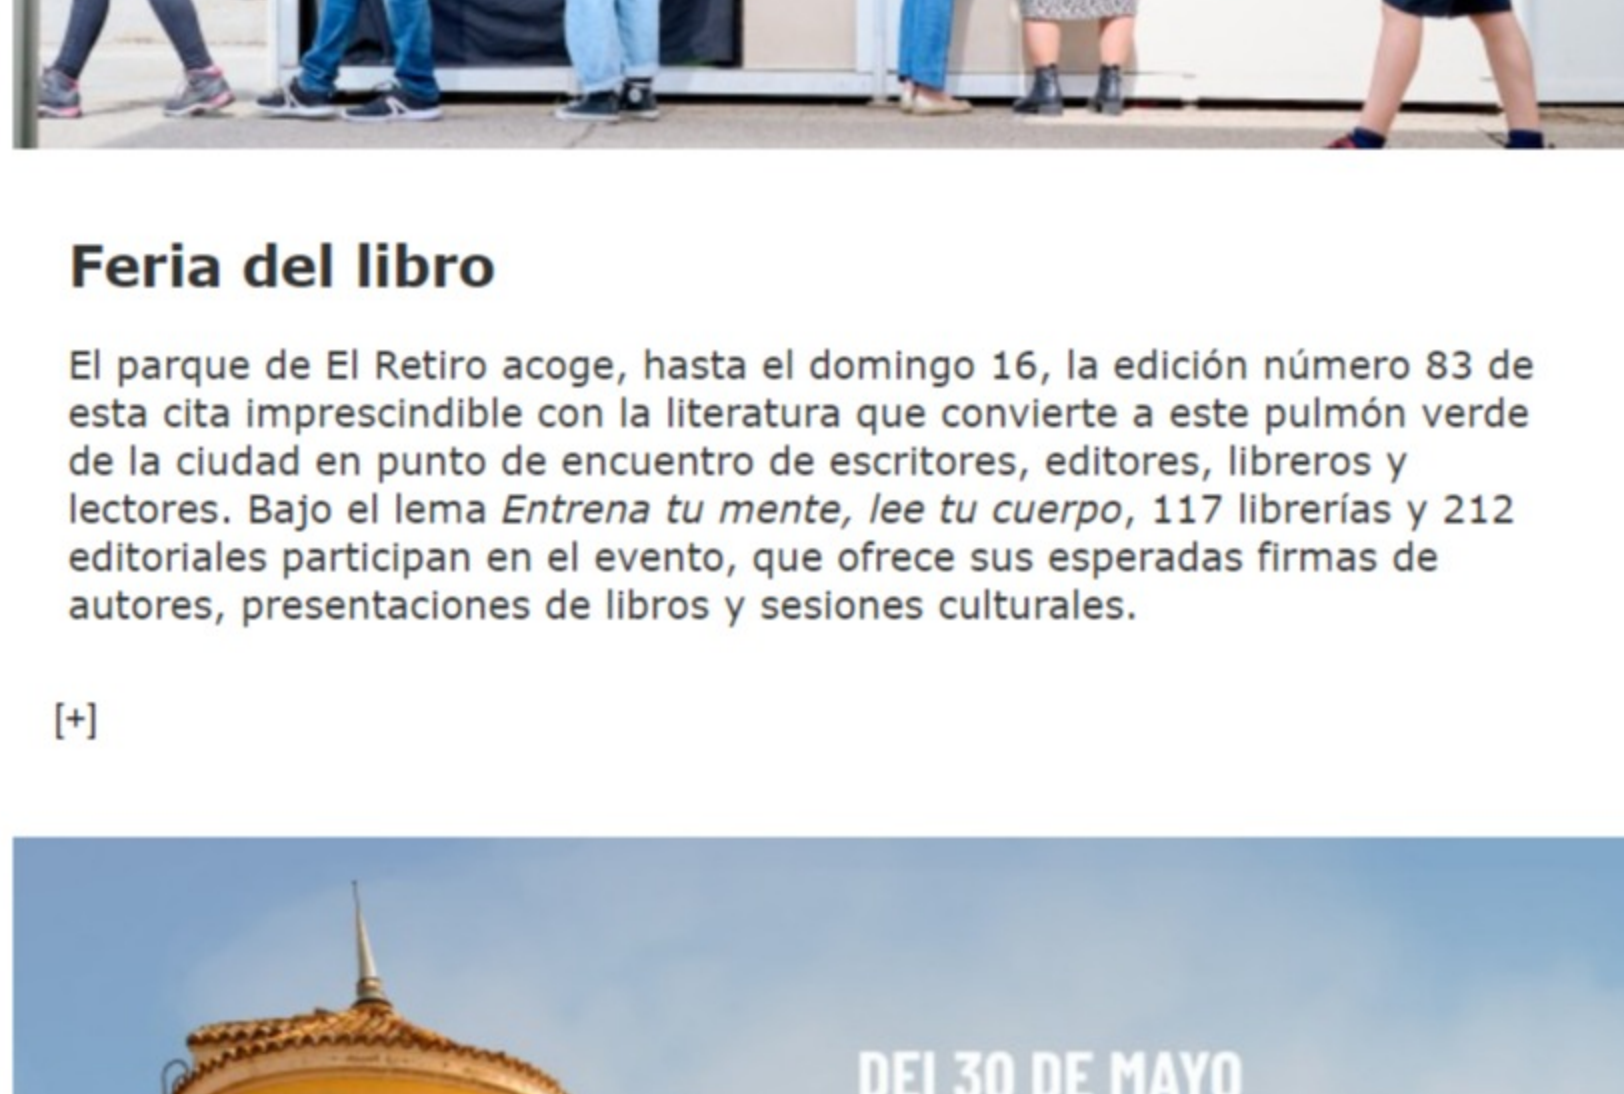 Feria del libro
El parque de El Retiro acoge, hasta el domingo 16, la edición número 83 de
esta cita imprescindible con la literatura que convierte a este pulmón verde
de la ciudad en punto de encuentro de escritores, editores, libreros y
lectores. Bajo el lema Entrena tu mente, lee tu cuerpo, 117 librerías y 212
editoriales participan en el evento, que ofrece sus esperadas firmas de
autores, presentaciones de libros y sesiones culturales.
[+]
DEL 30 DE MAYO